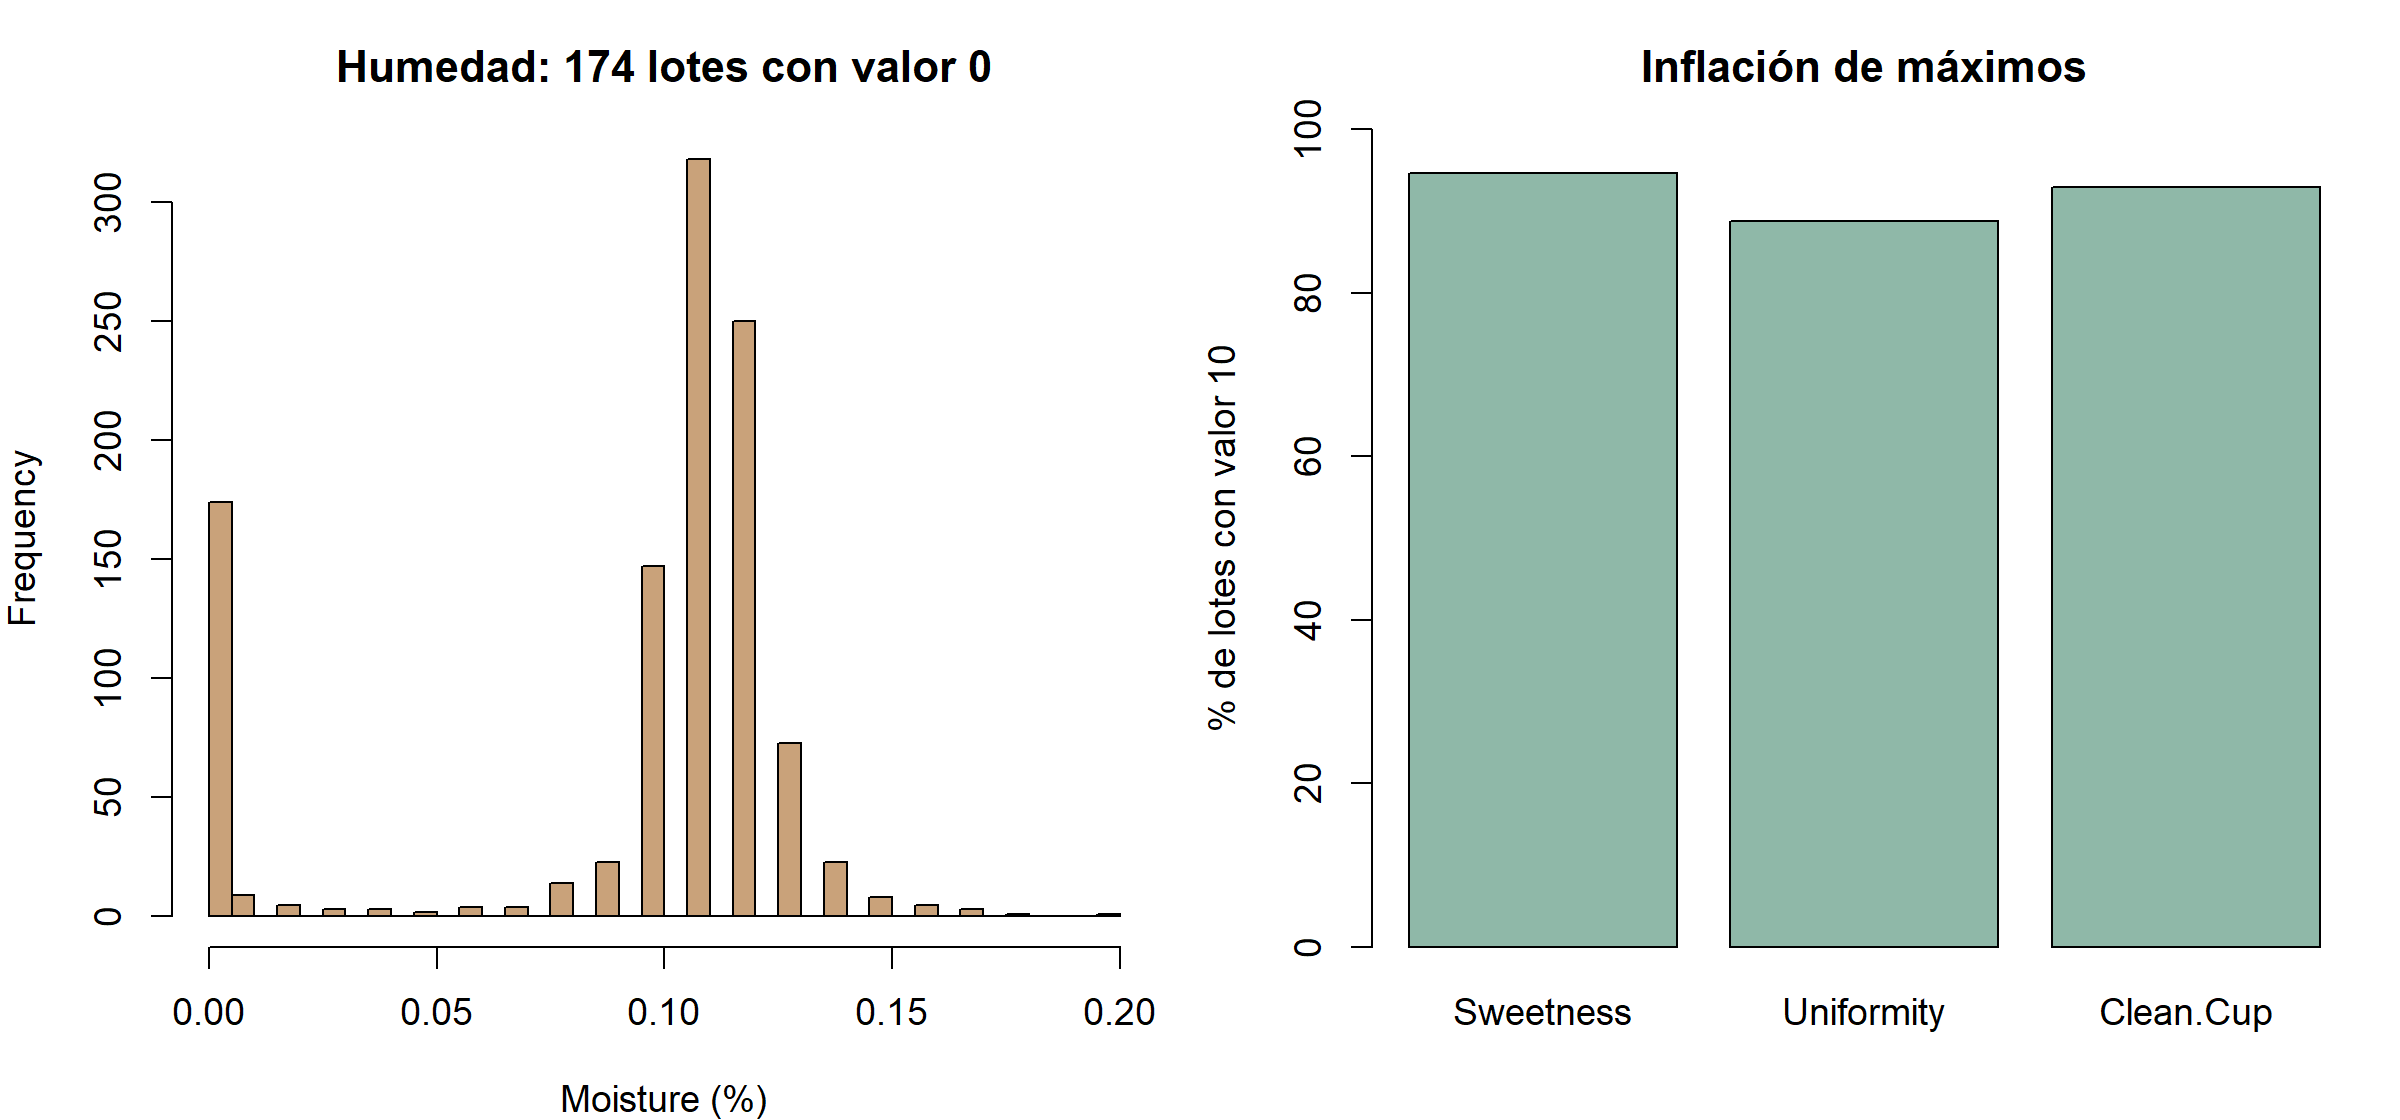 Humedad: 174 lotes con valor 0
Frequency
300
250
200
150
100
50
0
0.00 0.05 0.10 0.15 0.20
Moisture (%)
Inflación de máximos
% de lotes con valor 10
100
80
60
40
20
0
Sweetness Uniformity Clean.Cup